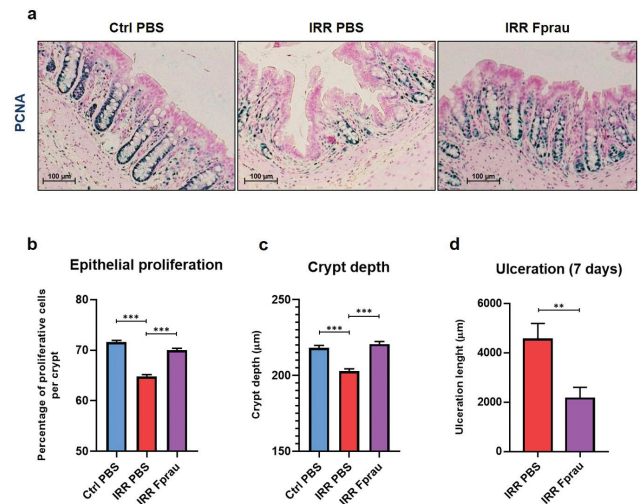 a
Ctrl PBS IRR PBS IRR Fprau
PCNA
100 µm 100 µm 100 µm
b c d
Epithelial proliferation Crypt depth Ulceration (7 days)
Percentage of proliferative cells
per crypt
80
70
60
50
*** ***
Ctrl PBS IRR PBS IRR Fprau
Crypt depth (µm)
250
200
150
*** ***
Ctrl PBS IRR PBS IRR Fprau
Ulceration lenght (µm)
6000
4000
2000
0
**
IRR PBS IRR Fprau